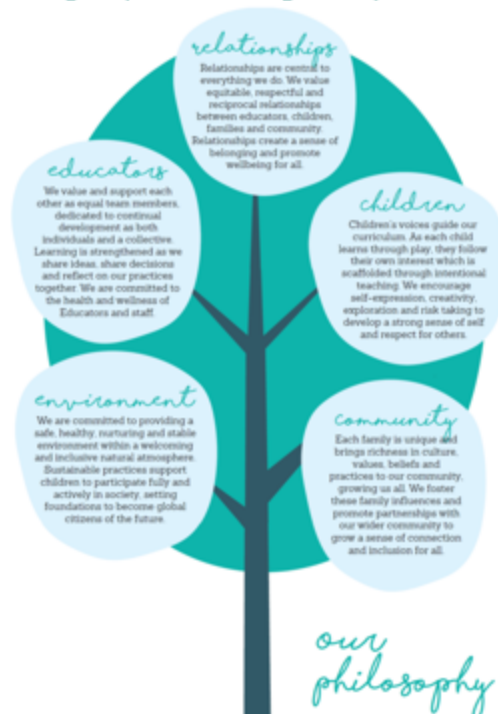 relationships
Relationships are central to
everything we do. We value
equitable, respectful and
reciprocal relationships
between educators, children,
families and community.
Relationships create a sense of
belonging and promote
wellbeing for all.
educators
We value and support each
other as equal team members,
dedicated to continual
development as both
individuals and a collective.
Learning is strengthened as we
share ideas, share decisions
and reflect on our practices
together. We are committed to
the health and wellness of
Educators and staff.
children
Children's voices guide our
curriculum. As each child
learns through play, they follow
their own interest which is
scaffolded through intentional
teaching. We encourage
self-expression, creativity,
exploration and risk taking to
develop a strong sense of self
and respect for others.
environment
We are committed to providing a
safe, healthy, nurturing and stable
environment within a welcoming
and inclusive natural atmosphere.
Sustainable practices support
children to participate fully and
actively in society, setting
foundations to become global
citizens of the future.
community
Each family is unique and
brings richness in culture,
values, beliefs and
practices to our community,
growing us all. We foster
these family influences and
promote partnerships with
our wider community to
grow a sense of connection
and inclusion for all.
our
philosophy